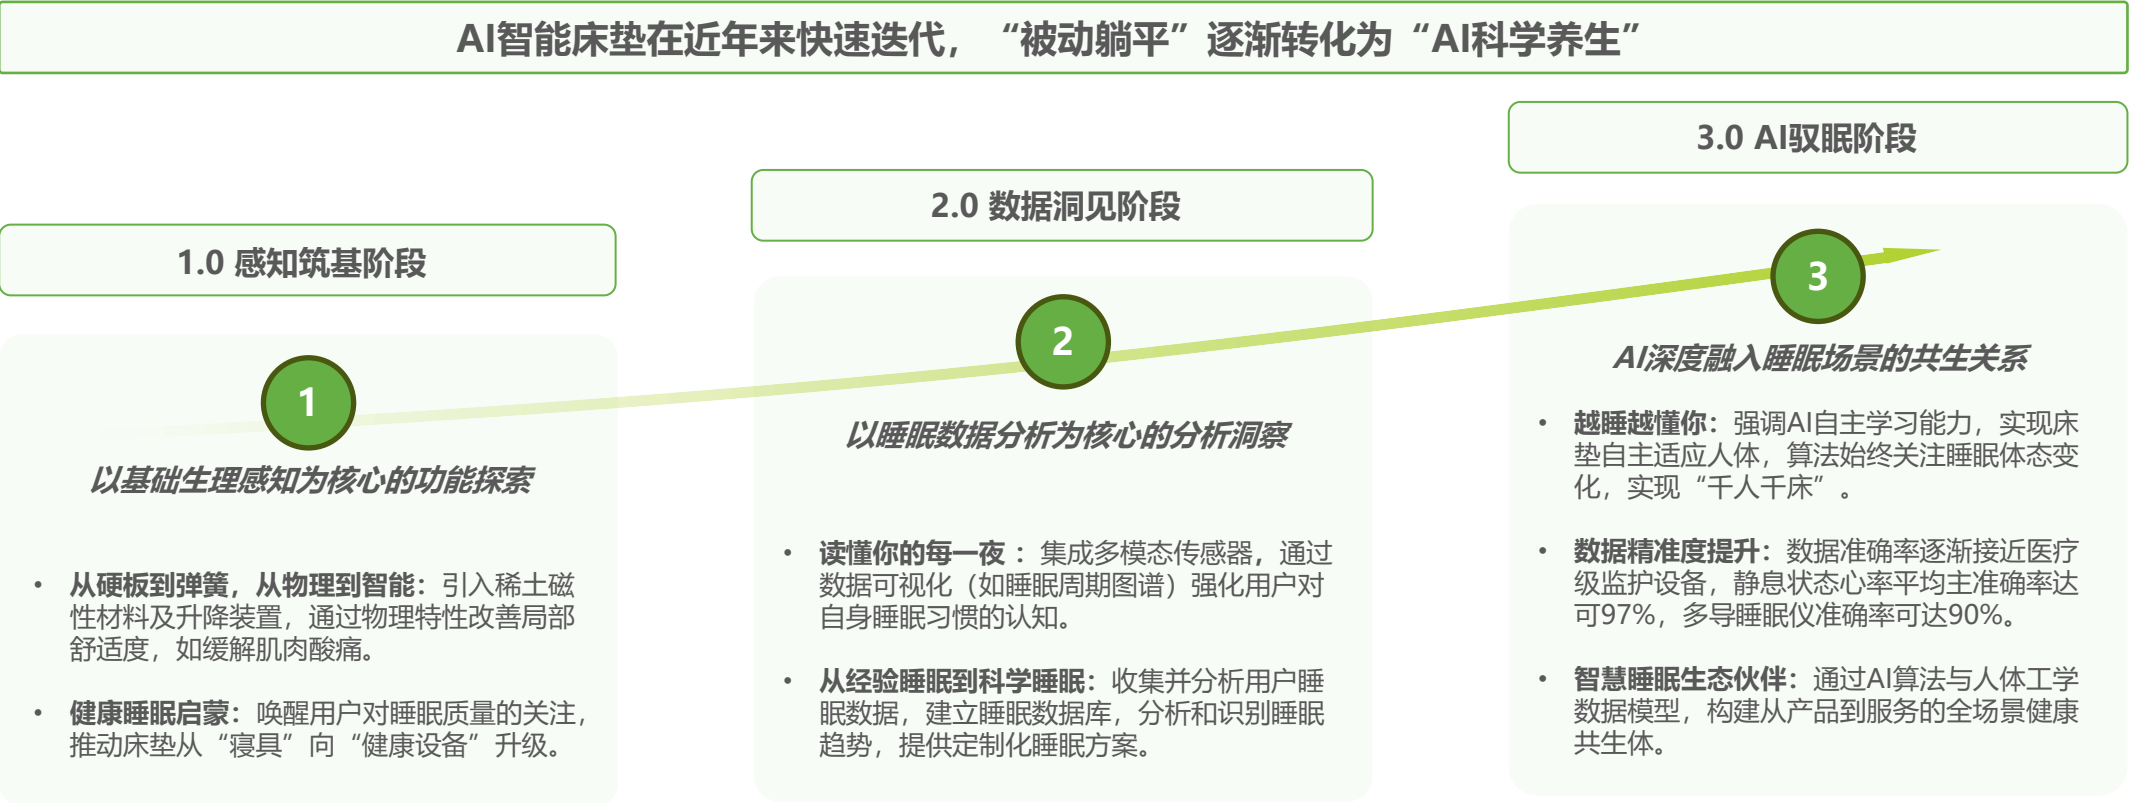 AI智能床垫在近年来快速迭代，“被动躺平”逐渐转化为“AI科学养生”
1.0 感知筑基阶段
1
以基础生理感知为核心的功能探索
• 从硬板到弹簧，从物理到智能：引入稀土磁
性材料及升降装置，通过物理特性改善局部
舒适度，如缓解肌肉酸痛。
• 健康睡眠启蒙：唤醒用户对睡眠质量的关注，
推动床垫从“寝具”向“健康设备”升级。
2.0 数据洞见阶段
2
以睡眠数据分析为核心的分析洞察
• 读懂你的每一夜 ：集成多模态传感器，通过
数据可视化（如睡眠周期图谱）强化用户对
自身睡眠习惯的认知。
• 从经验睡眠到科学睡眠：收集并分析用户睡
眠数据，建立睡眠数据库，分析和识别睡眠
趋势，提供定制化睡眠方案。
3.0 AI驭眠阶段
3
AI深度融入睡眠场景的共生关系
• 越睡越懂你：强调AI自主学习能力，实现床
垫自主适应人体，算法始终关注睡眠体态变
化，实现“千人千床”。
• 数据精准度提升：数据准确率逐渐接近医疗
级监护设备，静息状态心率平均主准确率达
可97%，多导睡眠仪准确率可达90%。
• 智慧睡眠生态伙伴：通过AI算法与人体工学
数据模型，构建从产品到服务的全场景健康
共生体。